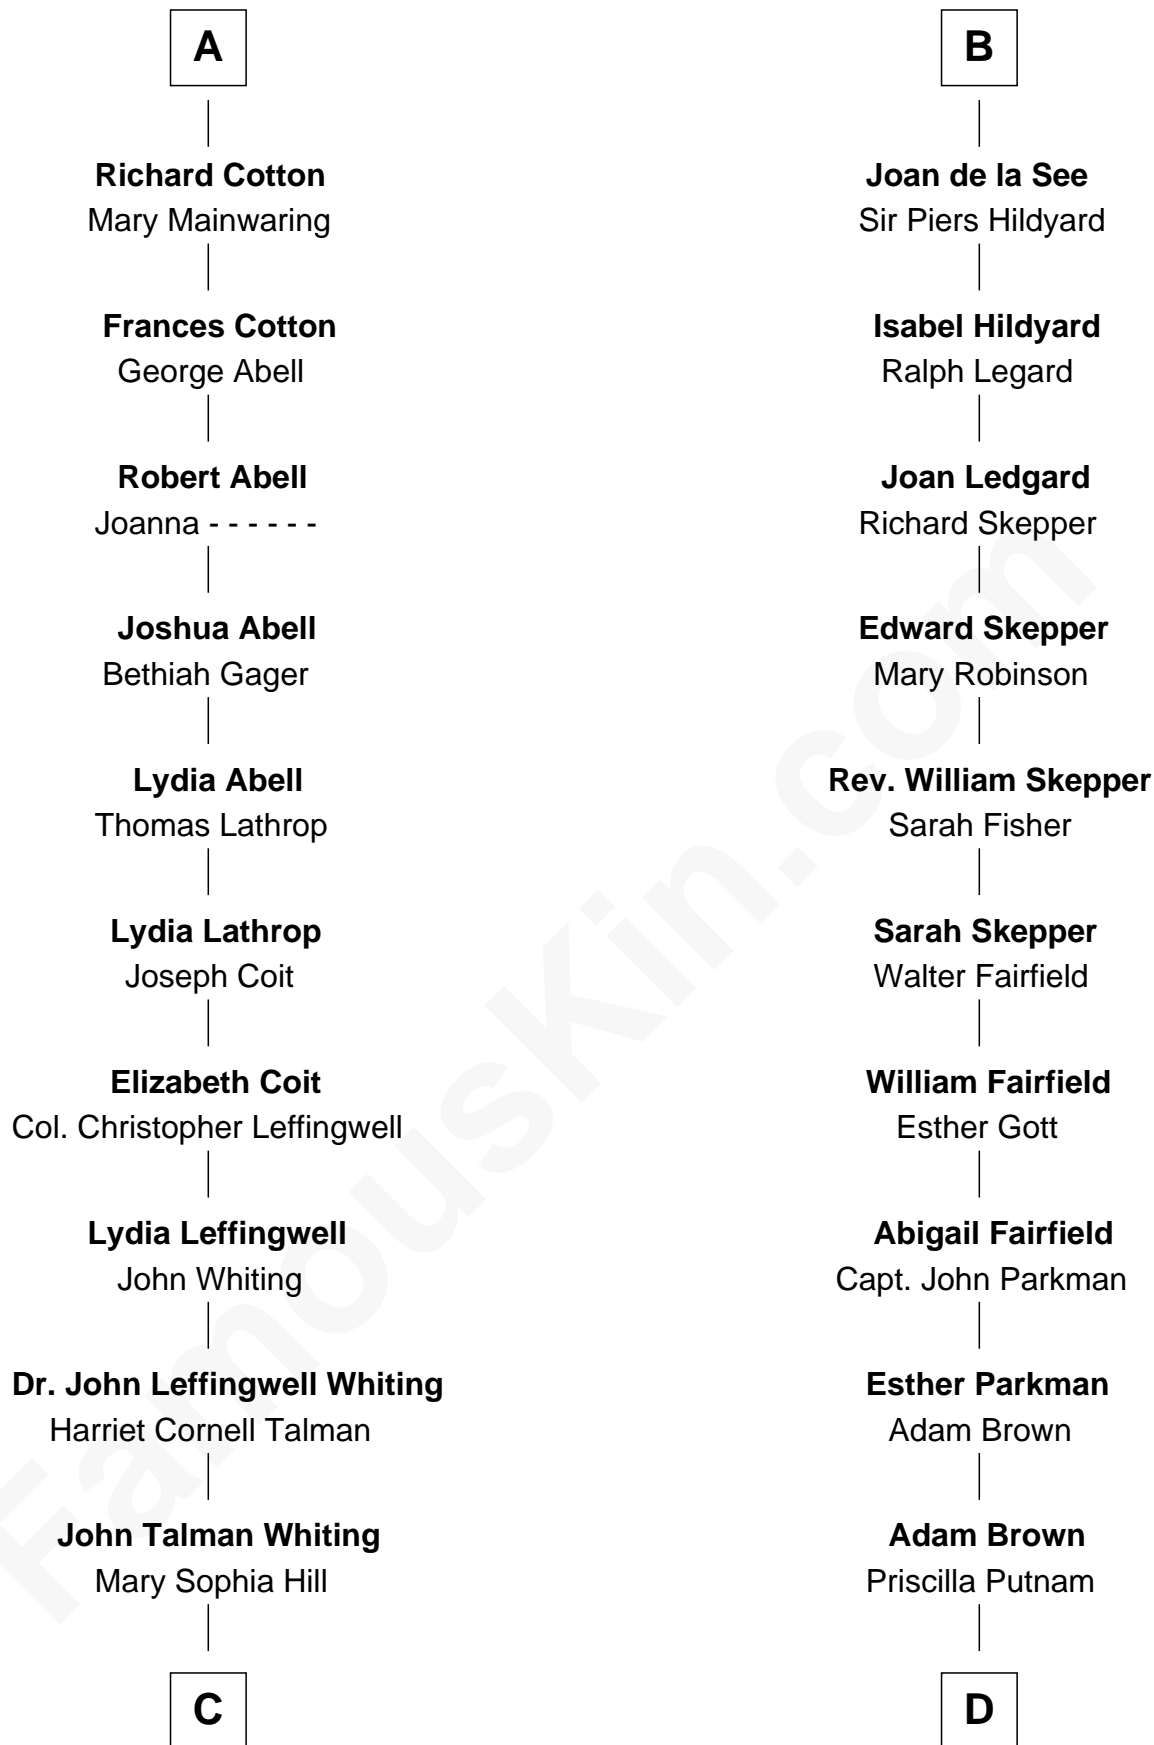 A
Richard Cotton
Mary Mainwaring
Frances Cotton
George Abell
Robert Abell
Joanna - - - - - -
Joshua Abell
Bethiah Gager
Lydia Abell
Thomas Lathrop
Lydia Lathrop
Joseph Coit
Elizabeth Coit
Col. Christopher Leffingwell
Lydia Leffingwell
John Whiting
Dr. John Leffingwell Whiting
Harriet Cornell Talman
John Talman Whiting
Mary Sophia Hill
C
B
Joan de la See
Sir Piers Hildyard
Isabel Hildyard
Ralph Legard
Joan Ledgard
Richard Skepper
Edward Skepper
Mary Robinson
Rev. William Skepper
Sarah Fisher
Sarah Skepper
Walter Fairfield
William Fairfield
Esther Gott
Abigail Fairfield
Capt. John Parkman
Esther Parkman
Adam Brown
Adam Brown
Priscilla Putnam
D
FamousKin.com